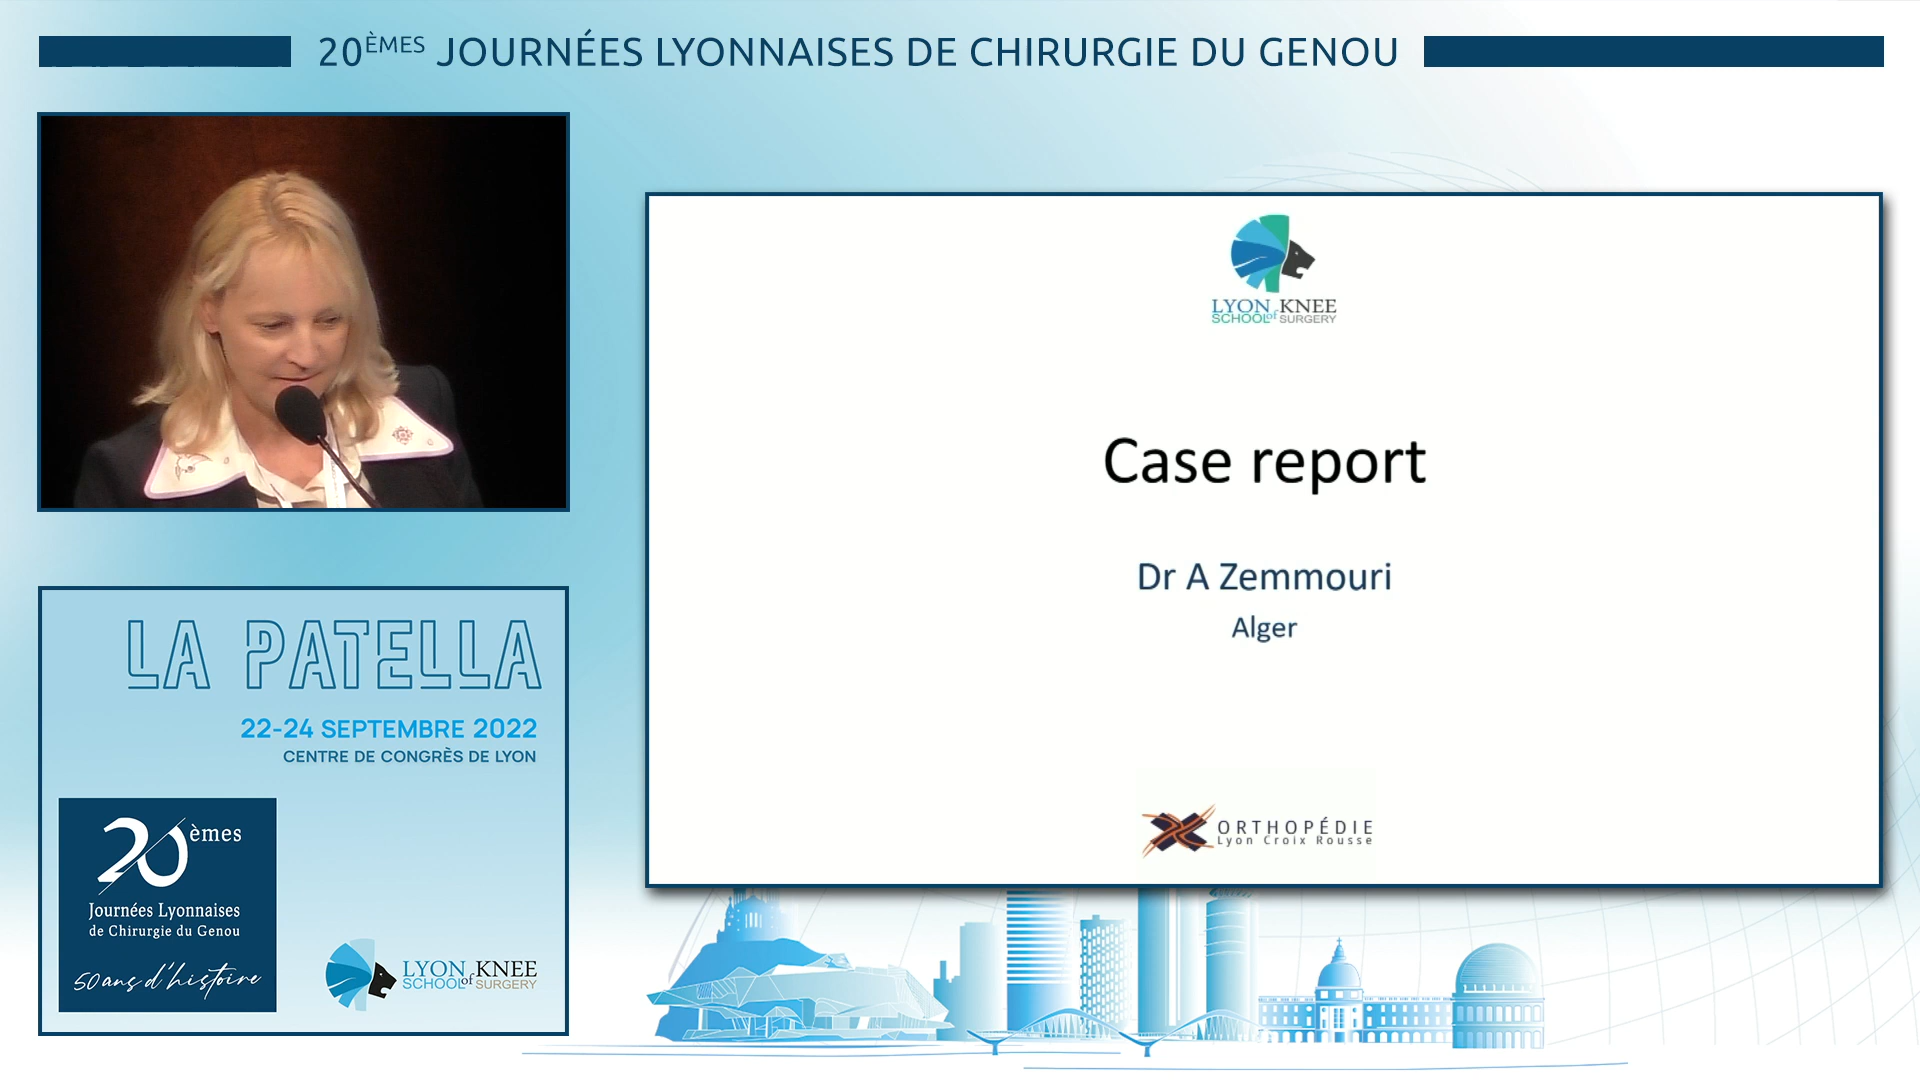 20ÈMES JOURNÉES LYONNAISES DE CHIRURGIE DU GENOU
LYON KNEE
SCHOOL of SURGERY
Case report
Dr A Zemmouri
Alger
ORTHOPÉDIE
Lyon Croix Rousse
LA PATELLA
22-24 SEPTEMBRE 2022
CENTRE DE CONGRÈS DE LYON
20èmes
Journées Lyonnaises
de Chirurgie du Genou
50 ans d'histoire
LYON KNEE
SCHOOL of SURGERY